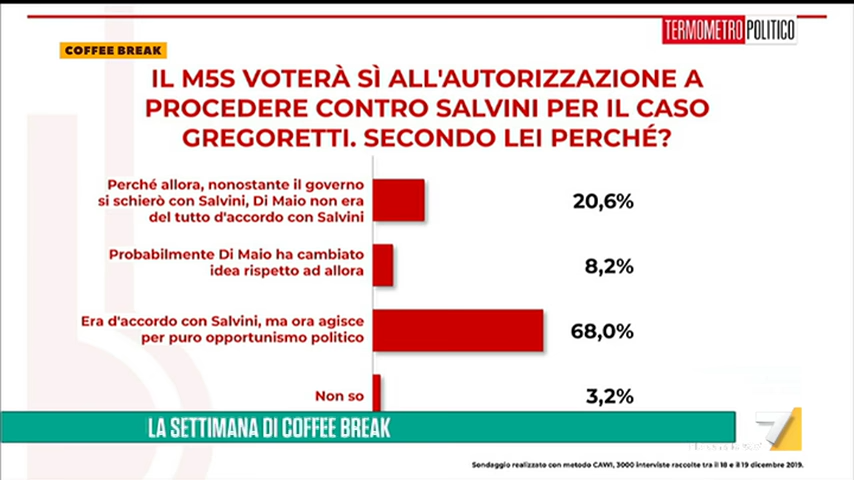 TERMOMETRO POLITICO
COFFEE BREAK
IL M5S VOTERÀ SÌ ALL'AUTORIZZAZIONE A
PROCEDERE CONTRO SALVINI PER IL CASO
GREGORETTI. SECONDO LEI PERCHÉ?
Perché allora, nonostante il governo
si schierò con Salvini, Di Maio non era
del tutto d'accordo con Salvini
20,6%
Probabilmente Di Maio ha cambiato
idea rispetto ad allora
8,2%
Era d'accordo con Salvini, ma ora agisce
per puro opportunismo politico
68,0%
Non so
3,2%
LA SETTIMANA DI COFFEE BREAK
7
Sondaggio realizzato con metodo CAWI, 3000 interviste raccolte tra il 18 e il 19 dicembre 2019.